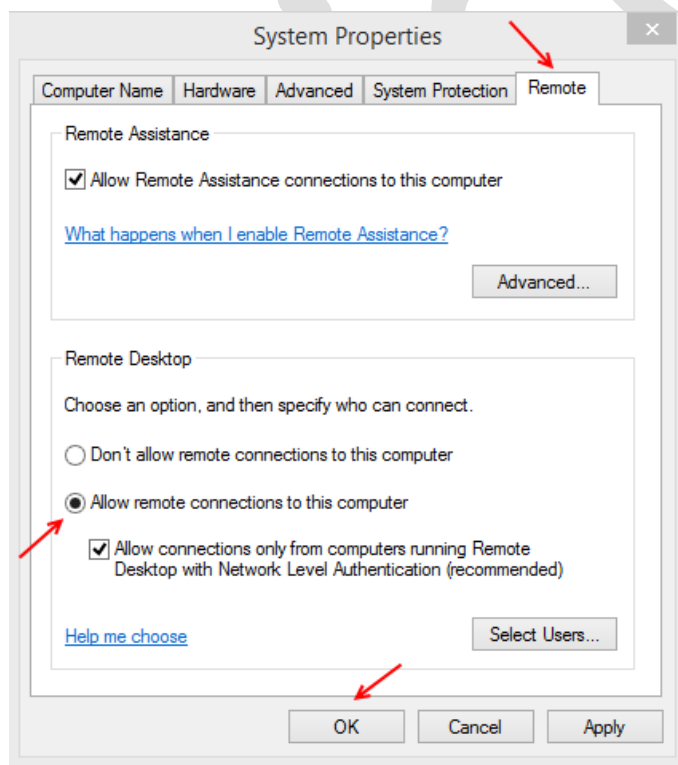 System Properties
Computer Name Hardware Advanced System Protection Remote
Remote Assistance
Allow Remote Assistance connections to this computer
What happens when I enable Remote Assistance?
Advanced...
Remote Desktop
Choose an option, and then specify who can connect.
Don't allow remote connections to this computer
Allow remote connections to this computer
Allow connections only from computers running Remote
Desktop with Network Level Authentication (recommended)
Help me choose Select Users...
OK Cancel Apply